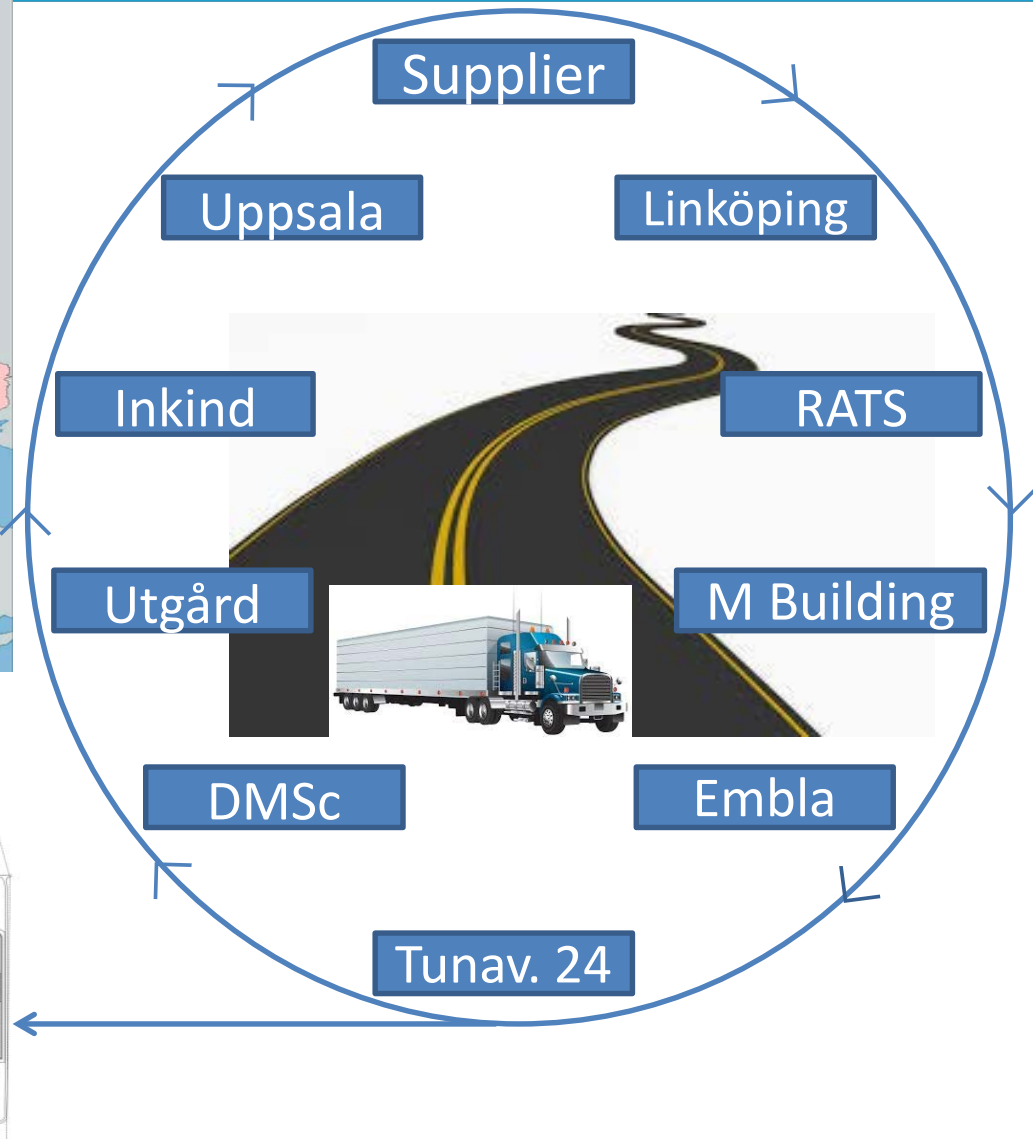 Supplier
Uppsala
Linköping
Inkind
RATS
Utgård
M Building
DMSc
Embla
Tunav. 24